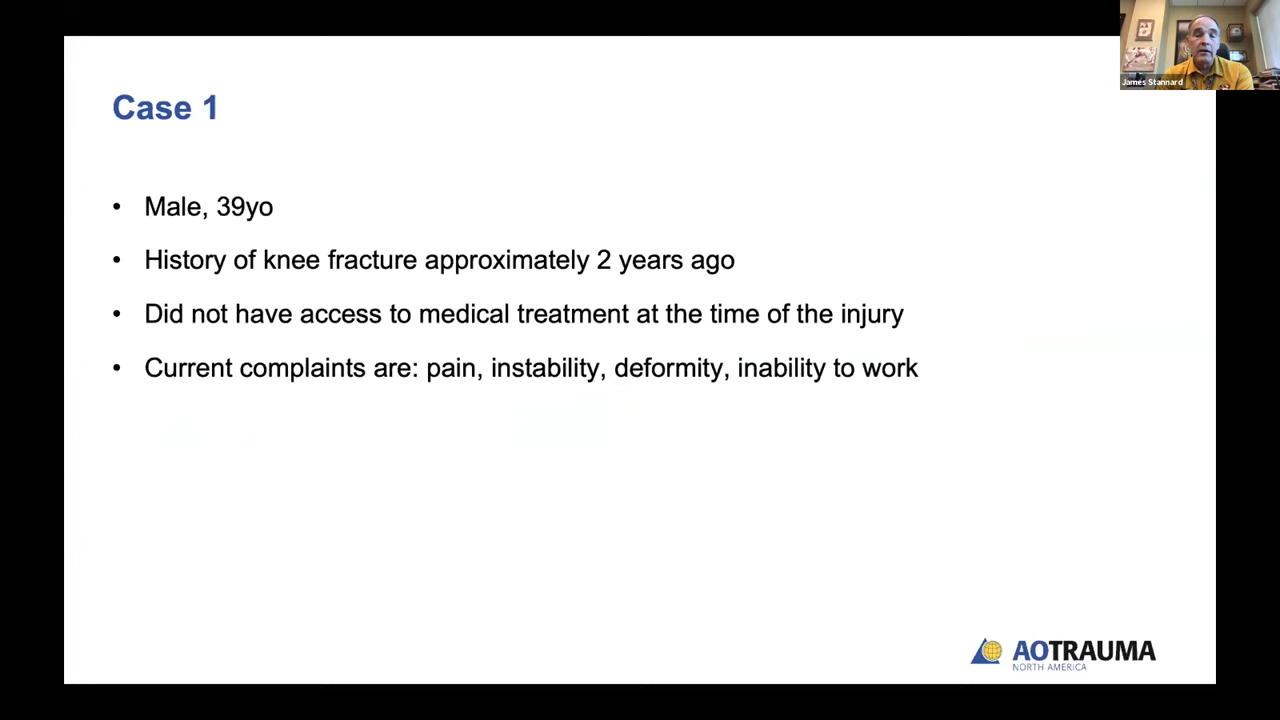 James Stannard
Case 1
• Male, 39yo
• History of knee fracture approximately 2 years ago
• Did not have access to medical treatment at the time of the injury
• Current complaints are: pain, instability, deformity, inability to work
AOTRAUMA
NORTH AMERICA